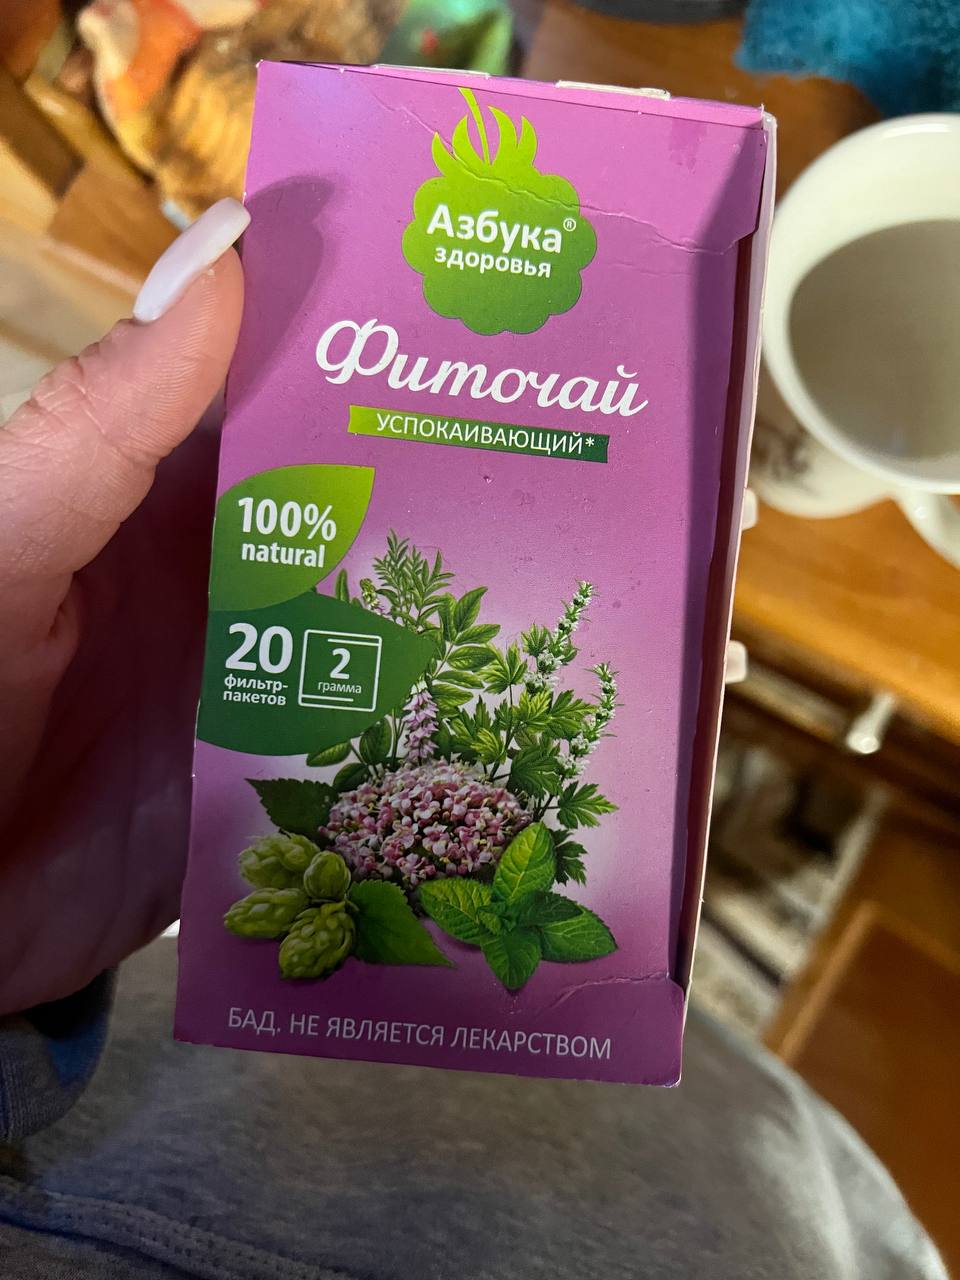 Азбука®
здоровья
Фиточай
УСПОКАИВАЮЩИЙ*
100%
natural
20
фильтр-
пакетов
2
грамма
БАД. НЕ ЯВЛЯЕТСЯ ЛЕКАРСТВОМ